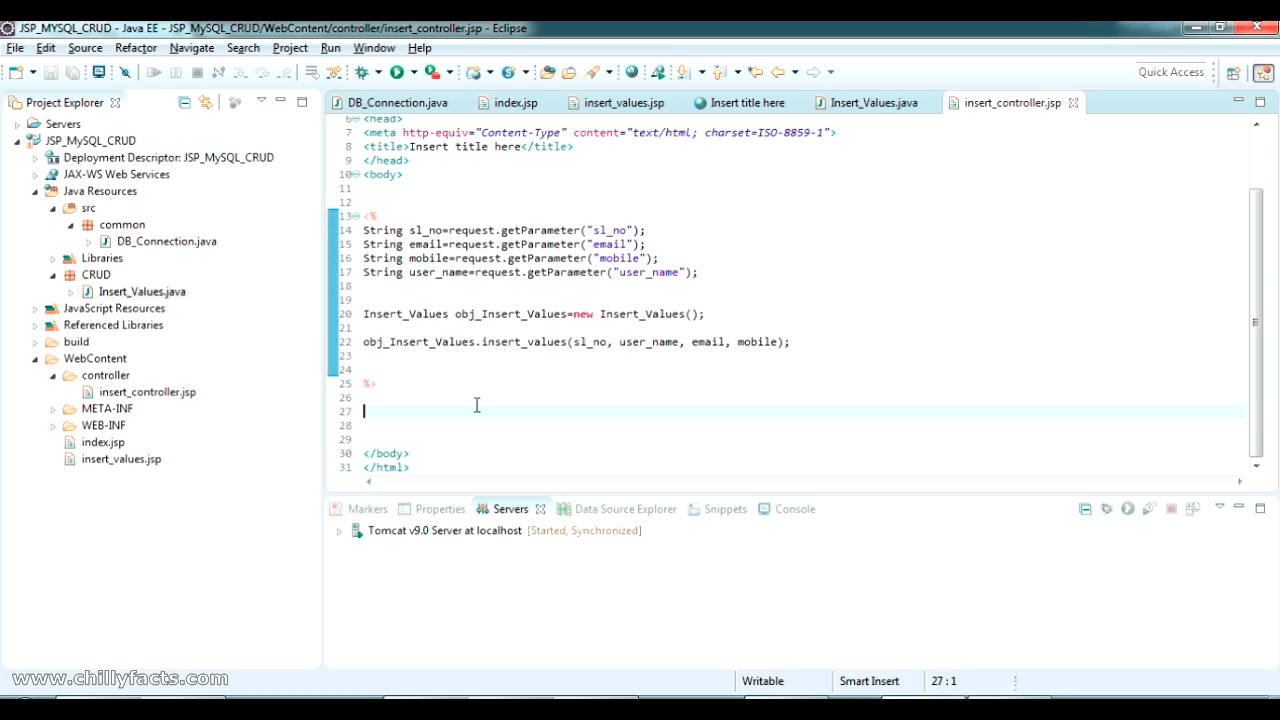 JSP_MYSQL_CRUD - Java EE - JSP_MySQL_CRUD/WebContent/controller/insert_controller.jsp - Eclipse
File Edit Source Refactor Navigate Search Project Run Window Help
Quick Access
Project Explorer
DB_Connection.java index.jsp insert_values.jsp Insert title here Insert_Values.java insert_controller.jsp
Servers
JSP_MySQL_CRUD
Deployment Descriptor: JSP_MySQL_CRUD
JAX-WS Web Services
Java Resources
src
common
DB_Connection.java
Libraries
CRUD
Insert_Values.java
JavaScript Resources
Referenced Libraries
build
WebContent
controller
insert_controller.jsp
META-INF
WEB-INF
index.jsp
insert_values.jsp
6 <head>
7 <meta http-equiv="Content-Type" content="text/html; charset=ISO-8859-1">
8 <title>Insert title here</title>
9 </head>
10 <body>
11
12
13 <%
14 String sl_no=request.getParameter("sl_no");
15 String email=request.getParameter("email");
16 String mobile=request.getParameter("mobile");
17 String user_name=request.getParameter("user_name");
18
19
20 Insert_Values obj_Insert_Values=new Insert_Values();
21
22 obj_Insert_Values.insert_values(sl_no, user_name, email, mobile);
23
24
25 %>
26
27
28
29
30 </body>
31 </html>
Markers Properties Servers Data Source Explorer Snippets Console
Tomcat v9.0 Server at localhost [Started, Synchronized]
www.chillyfacts.com
Writable Smart Insert 27 : 1